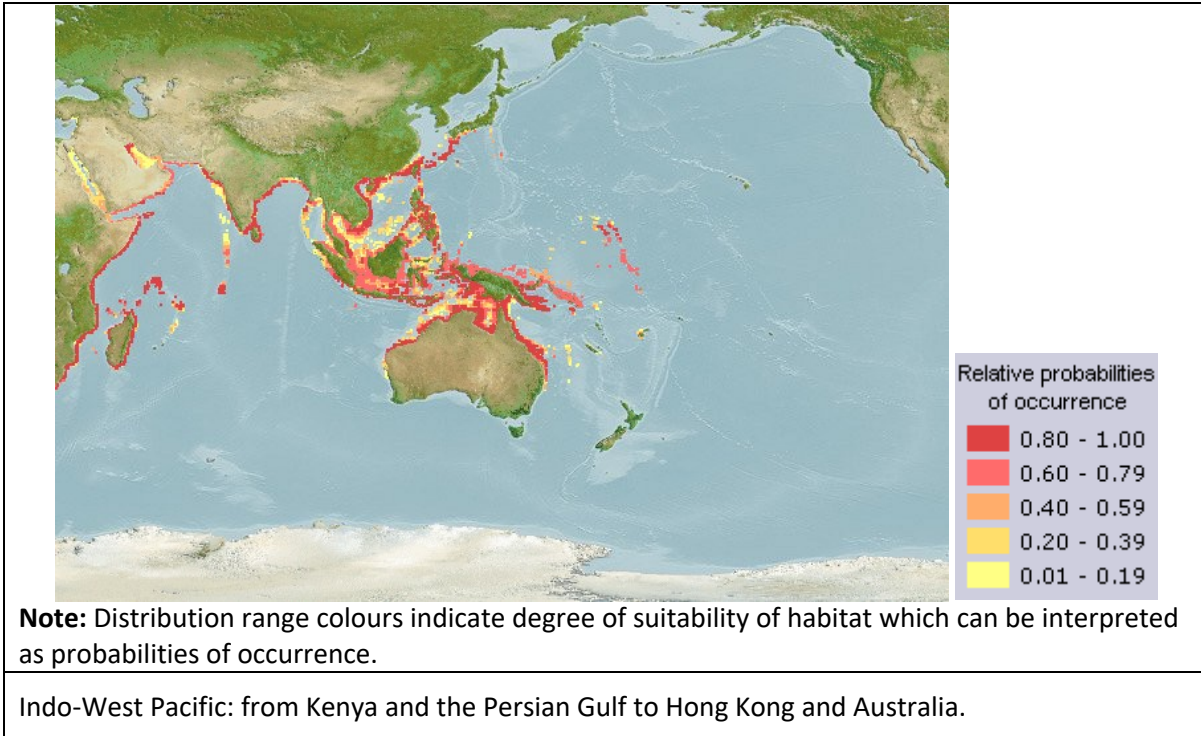 Relative probabilities
of occurrence
0.80 - 1.00
0.60 - 0.79
0.40 - 0.59
0.20 - 0.39
0.01 - 0.19
Note: Distribution range colours indicate degree of suitability of habitat which can be interpreted
as probabilities of occurrence.
Indo-West Pacific: from Kenya and the Persian Gulf to Hong Kong and Australia.